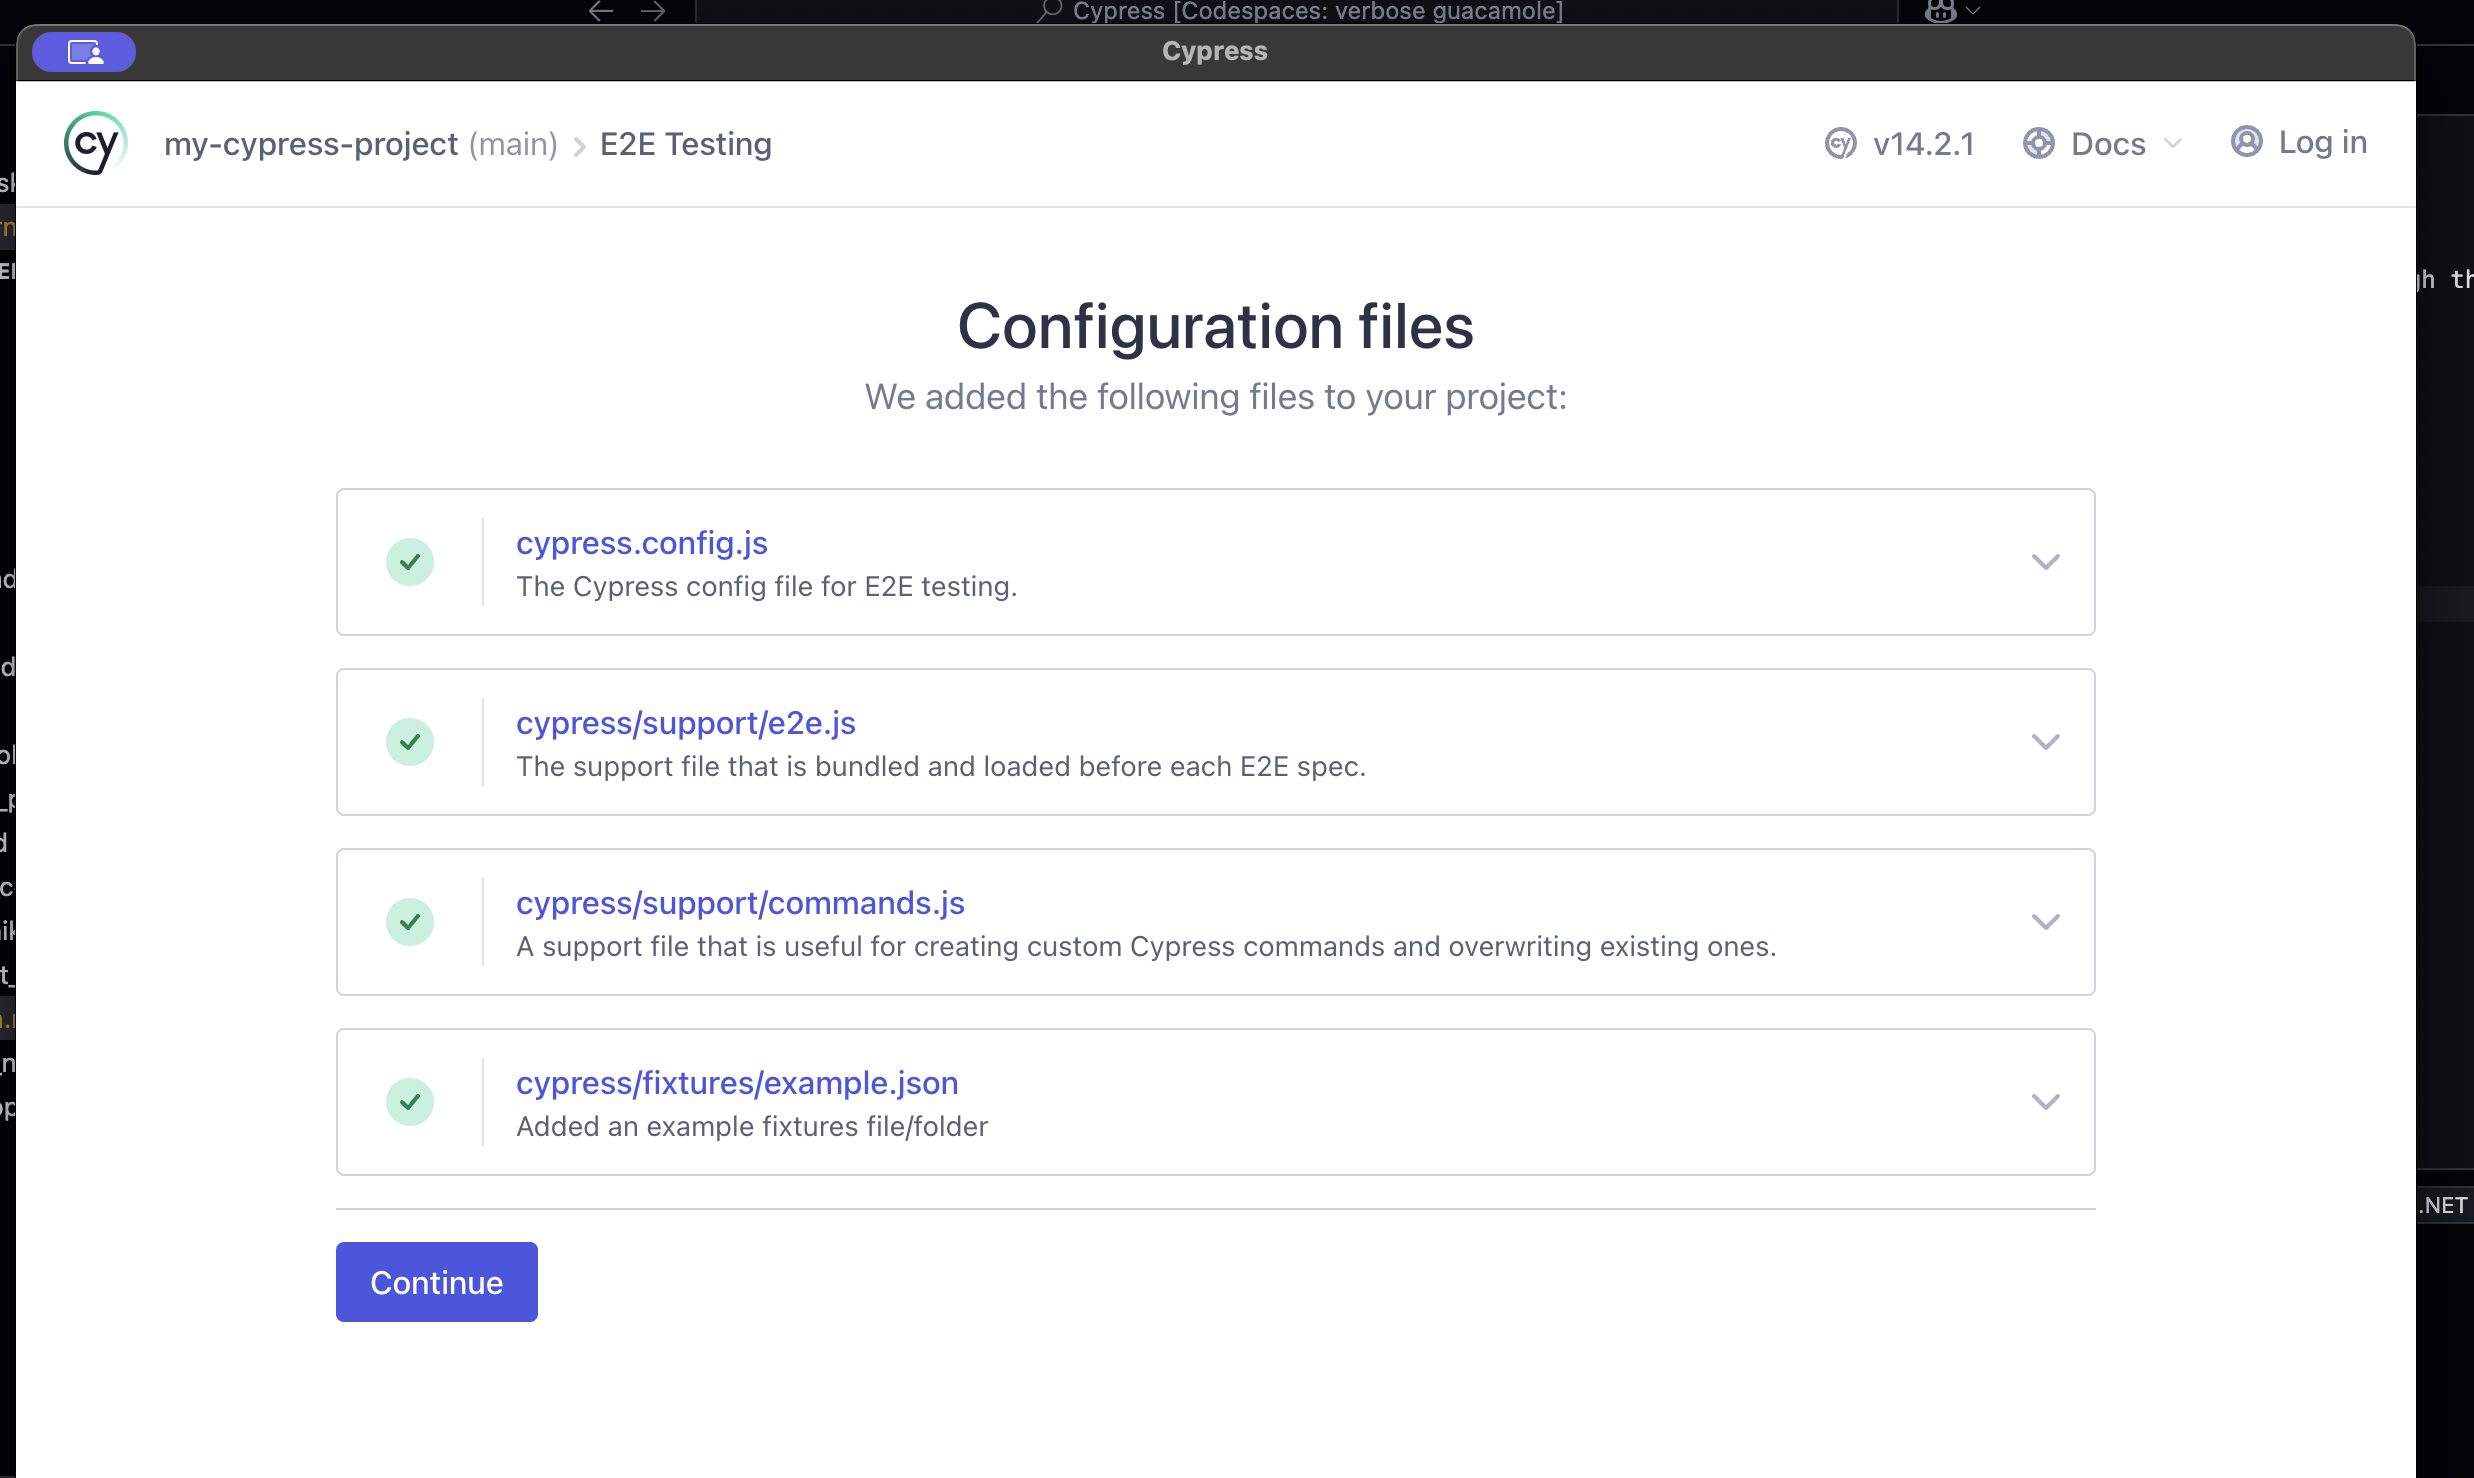 Cypress [Codespaces: verbose guacamole]
Cypress
cy
my-cypress-project (main) > E2E Testing
cy v14.2.1
Docs
Log in
Configuration files
We added the following files to your project:
cypress.config.js
The Cypress config file for E2E testing.
cypress/support/e2e.js
The support file that is bundled and loaded before each E2E spec.
cypress/support/commands.js
A support file that is useful for creating custom Cypress commands and overwriting existing ones.
cypress/fixtures/example.json
Added an example fixtures file/folder
.NET
Continue